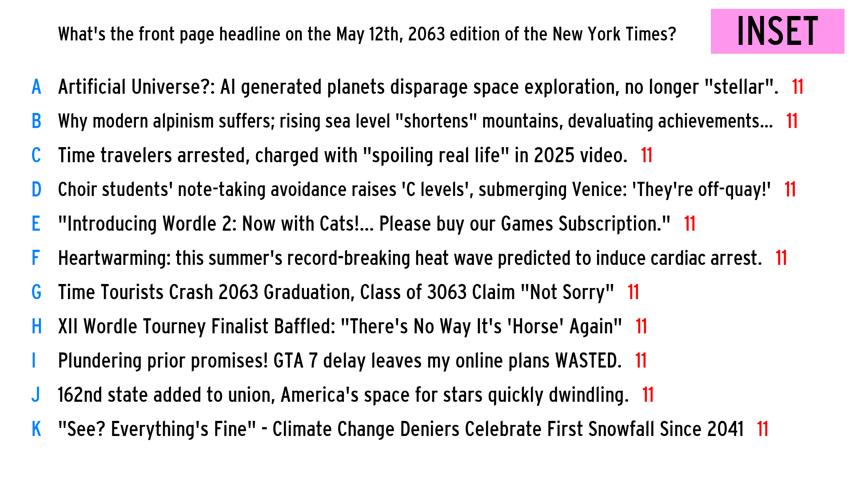 What's the front page headline on the May 12th, 2063 edition of the New York Times?
INSET
A Artificial Universe?: AI generated planets disparage space exploration, no longer "stellar". 11
B Why modern alpinism suffers; rising sea level "shortens" mountains, devaluating achievements... 11
C Time travelers arrested, charged with "spoiling real life" in 2025 video. 11
D Choir students' note-taking avoidance raises 'C levels', submerging Venice: 'They're off-quay!' 11
E "Introducing Wordle 2: Now with Cats!... Please buy our Games Subscription." 11
F Heartwarming: this summer's record-breaking heat wave predicted to induce cardiac arrest. 11
G Time Tourists Crash 2063 Graduation, Class of 3063 Claim "Not Sorry" 11
H XII Wordle Tourney Finalist Baffled: "There's No Way It's 'Horse' Again" 11
I Plundering prior promises! GTA 7 delay leaves my online plans WASTED. 11
J 162nd state added to union, America's space for stars quickly dwindling. 11
K "See? Everything's Fine" - Climate Change Deniers Celebrate First Snowfall Since 2041 11